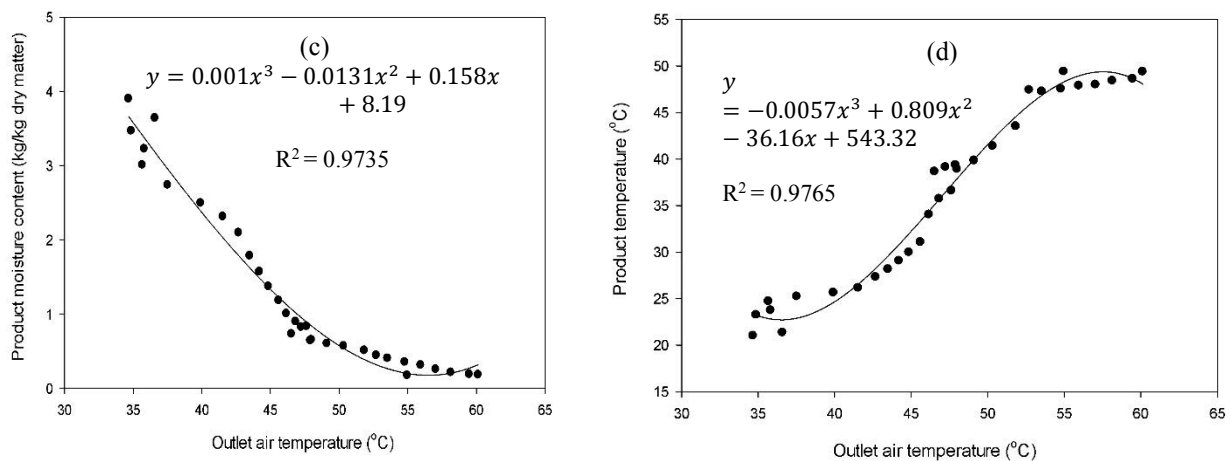 (c)
y = 0.001x³ − 0.0131x² + 0.158x
+ 8.19
R² = 0.9735
Product moisture content (kg/kg dry matter)
5
4
3
2
1
0
30 35 40 45 50 55 60 65
Outlet air temperature (°C)
(d)
y
= −0.0057x³ + 0.809x²
− 36.16x + 543.32
R² = 0.9765
Product temperature (°C)
55
50
45
40
35
30
25
20
15
30 35 40 45 50 55 60 65
Outlet air temperature (°C)